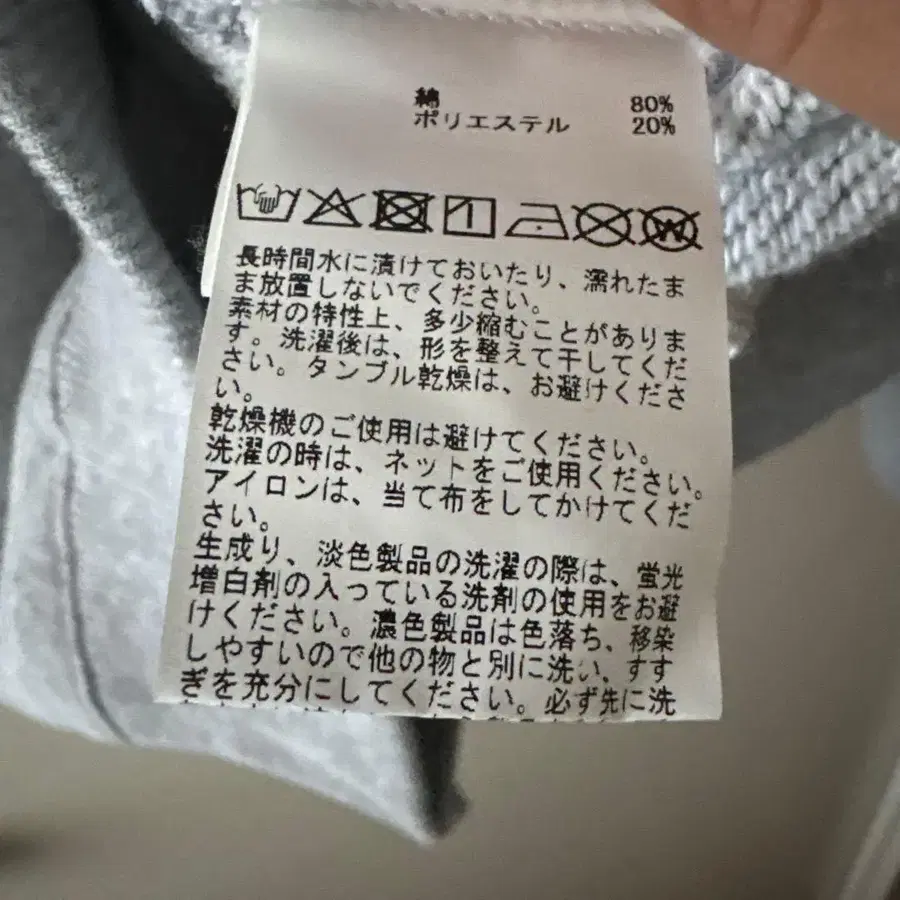 綿 80%
ポリエステル 20%
長時間水に漬けておいたり、濡れたま
ま放置しないでください。
素材の特性上、多少縮むことがありま
す。洗濯後は、形を整えて干してくだ
さい。タンブル乾燥は、お避けくださ
い。
乾燥機のご使用は避けてください。
洗濯の時は、ネットをご使用ください。
アイロンは、当て布をしてかけてくだ
さい。
生成り、淡色製品の洗濯の際は、蛍光
増白剤の入っている洗剤の使用をお避
けください。濃色製品は色落ち、移染
しやすいので他の物と別に洗い、すす
ぎを充分にしてください。必ず先に洗